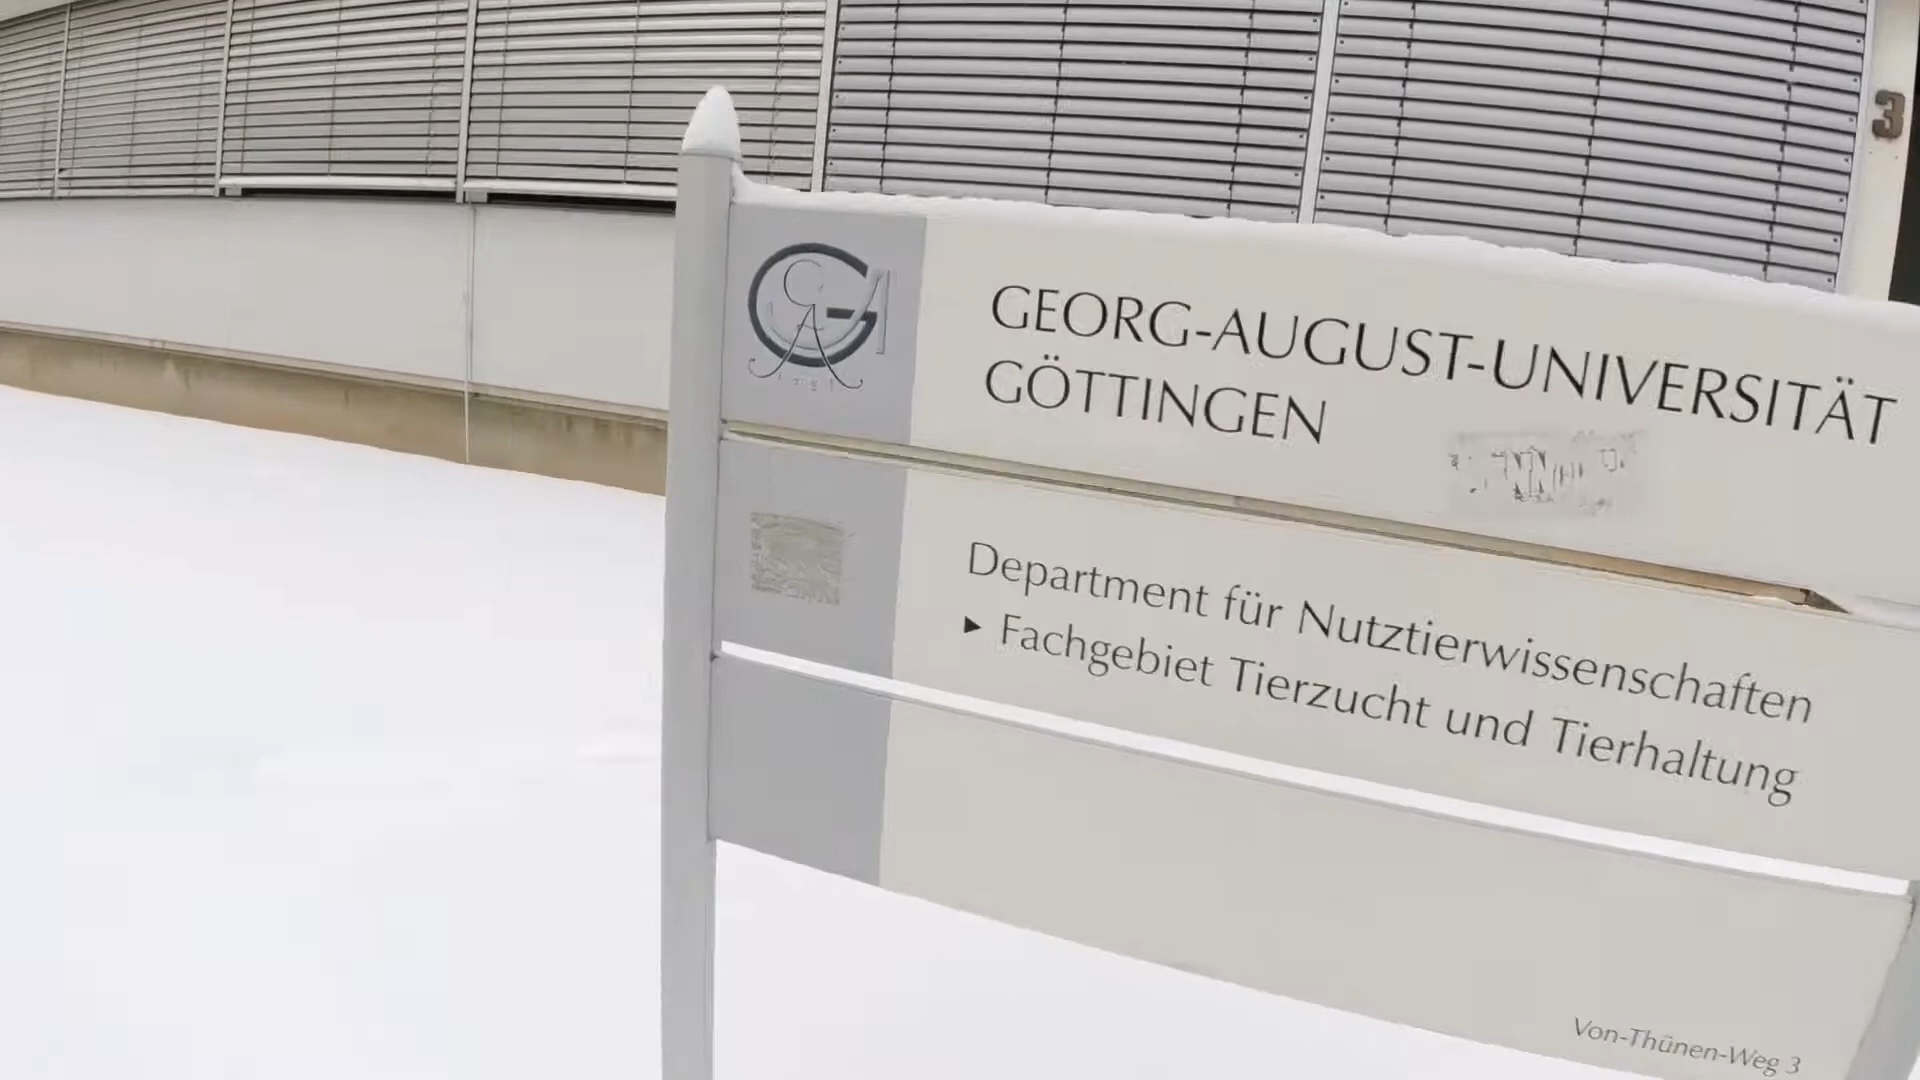 3
GEORG-AUGUST-UNIVERSITÄT
GÖTTINGEN
Department für Nutztierwissenschaften
▶ Fachgebiet Tierzucht und Tierhaltung
Von-Thünen-Weg 3